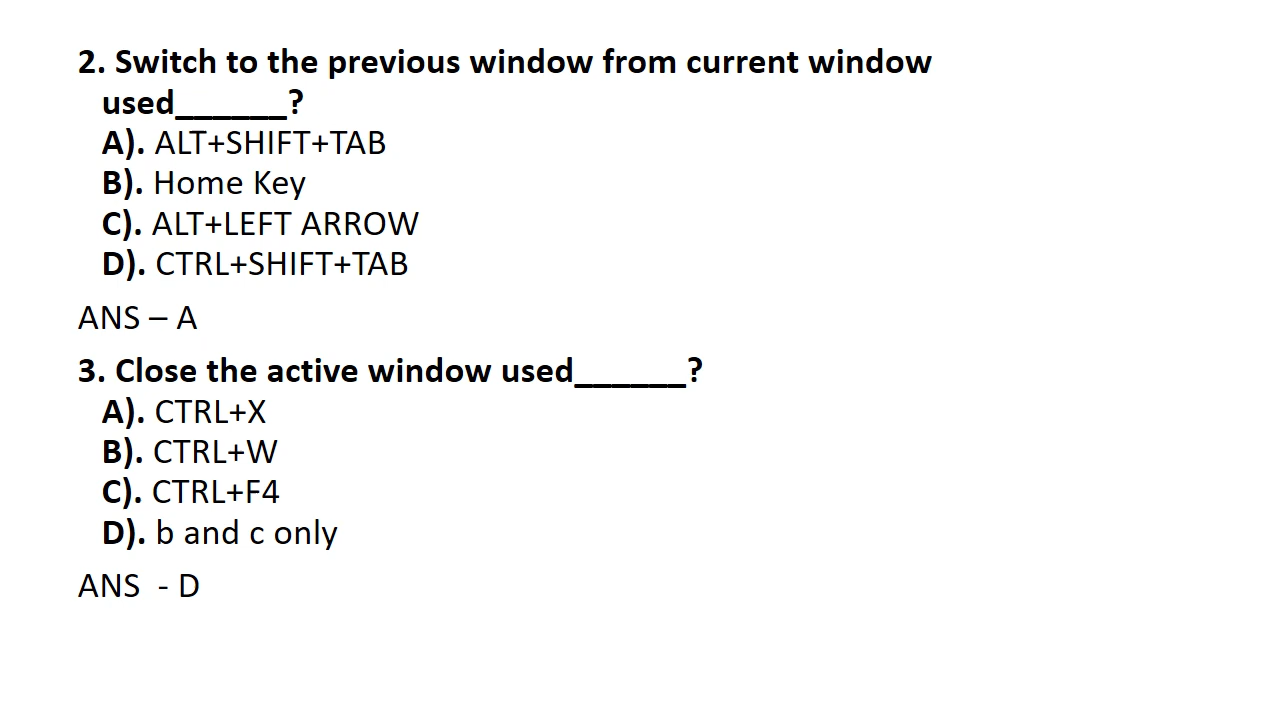 2. Switch to the previous window from current window
used______?
A). ALT+SHIFT+TAB
B). Home Key
C). ALT+LEFT ARROW
D). CTRL+SHIFT+TAB
ANS – A
3. Close the active window used______?
A). CTRL+X
B). CTRL+W
C). CTRL+F4
D). b and c only
ANS  - D